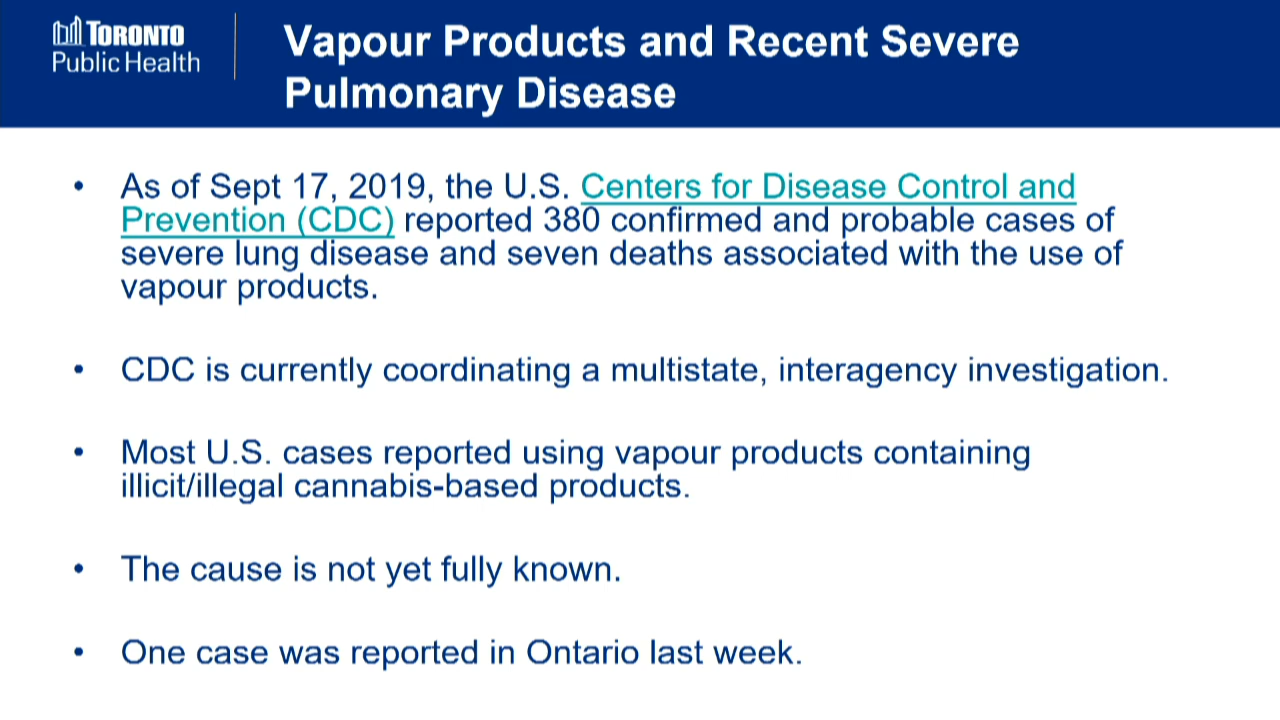 TORONTO
Public Health
Vapour Products and Recent Severe
Pulmonary Disease
• As of Sept 17, 2019, the U.S. Centers for Disease Control and
Prevention (CDC) reported 380 confirmed and probable cases of
severe lung disease and seven deaths associated with the use of
vapour products.
• CDC is currently coordinating a multistate, interagency investigation.
• Most U.S. cases reported using vapour products containing
illicit/illegal cannabis-based products.
• The cause is not yet fully known.
• One case was reported in Ontario last week.